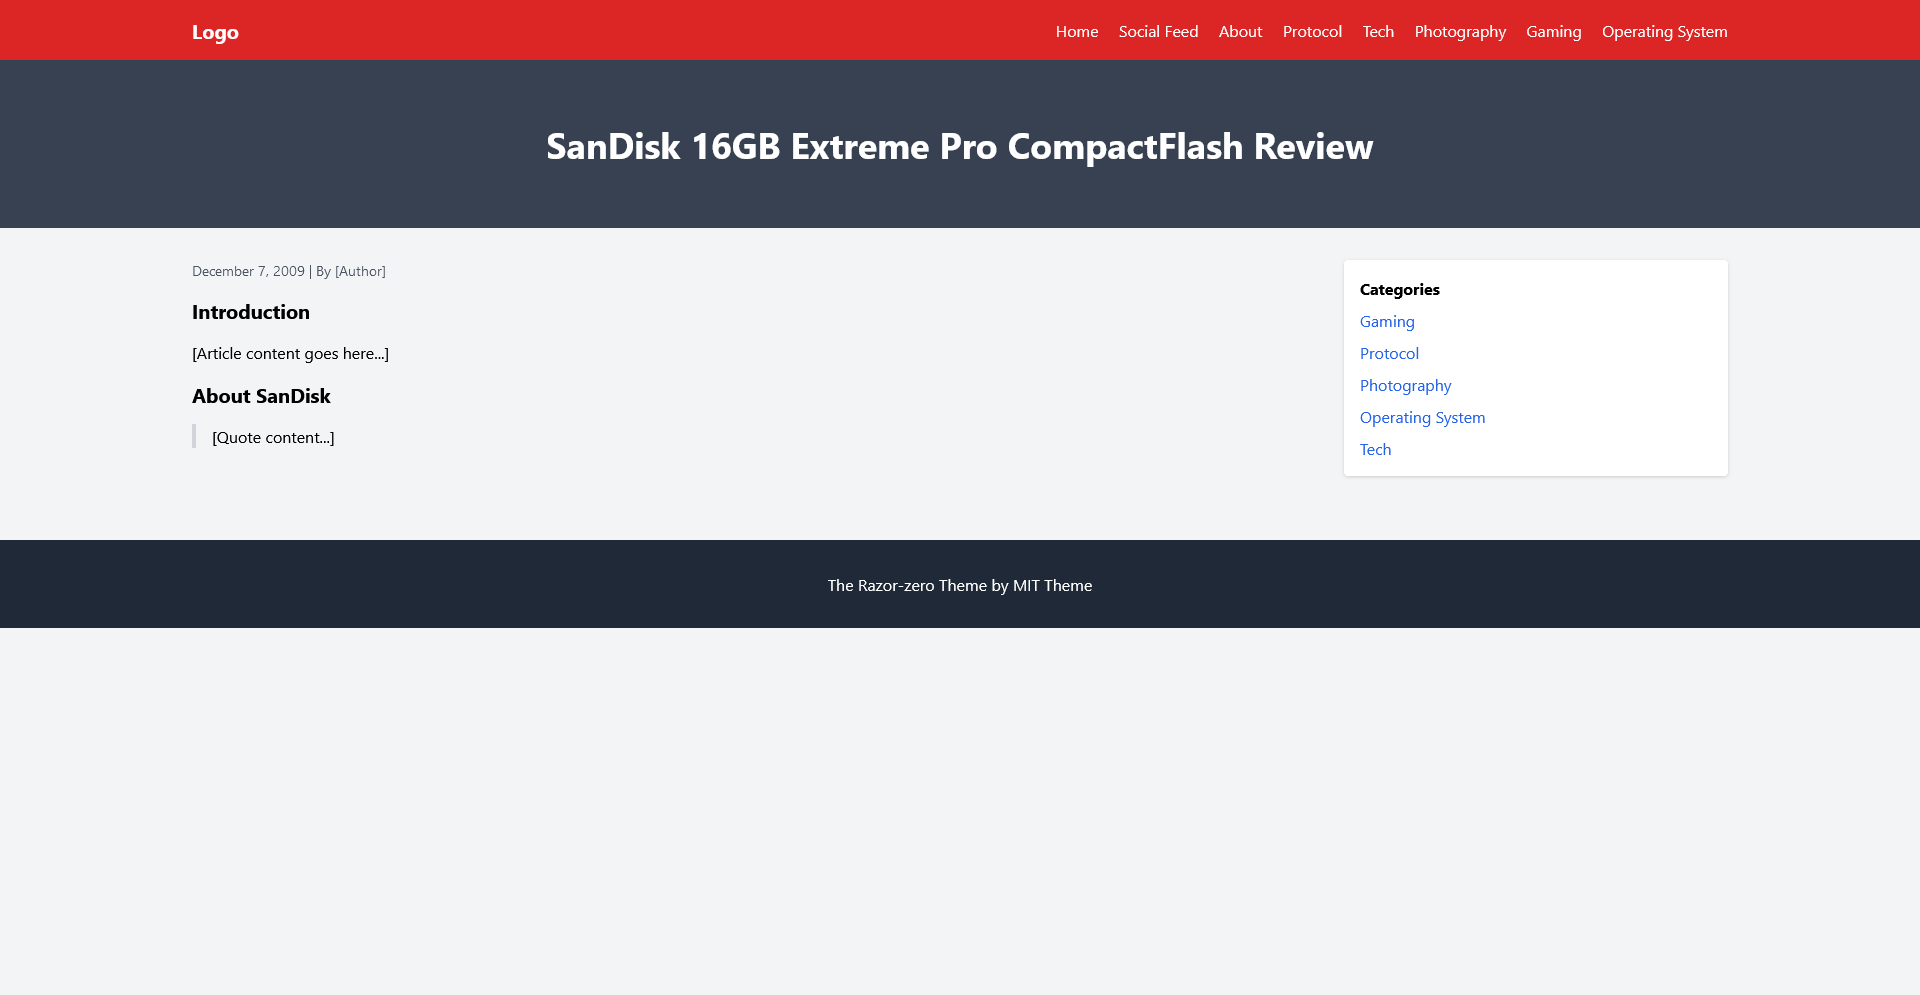 Logo
Home Social Feed About Protocol Tech Photography Gaming Operating System
SanDisk 16GB Extreme Pro CompactFlash Review
December 7, 2009 | By [Author]
Introduction
[Article content goes here...]
About SanDisk
[Quote content...]
Categories
Gaming
Protocol
Photography
Operating System
Tech
The Razor-zero Theme by MIT Theme